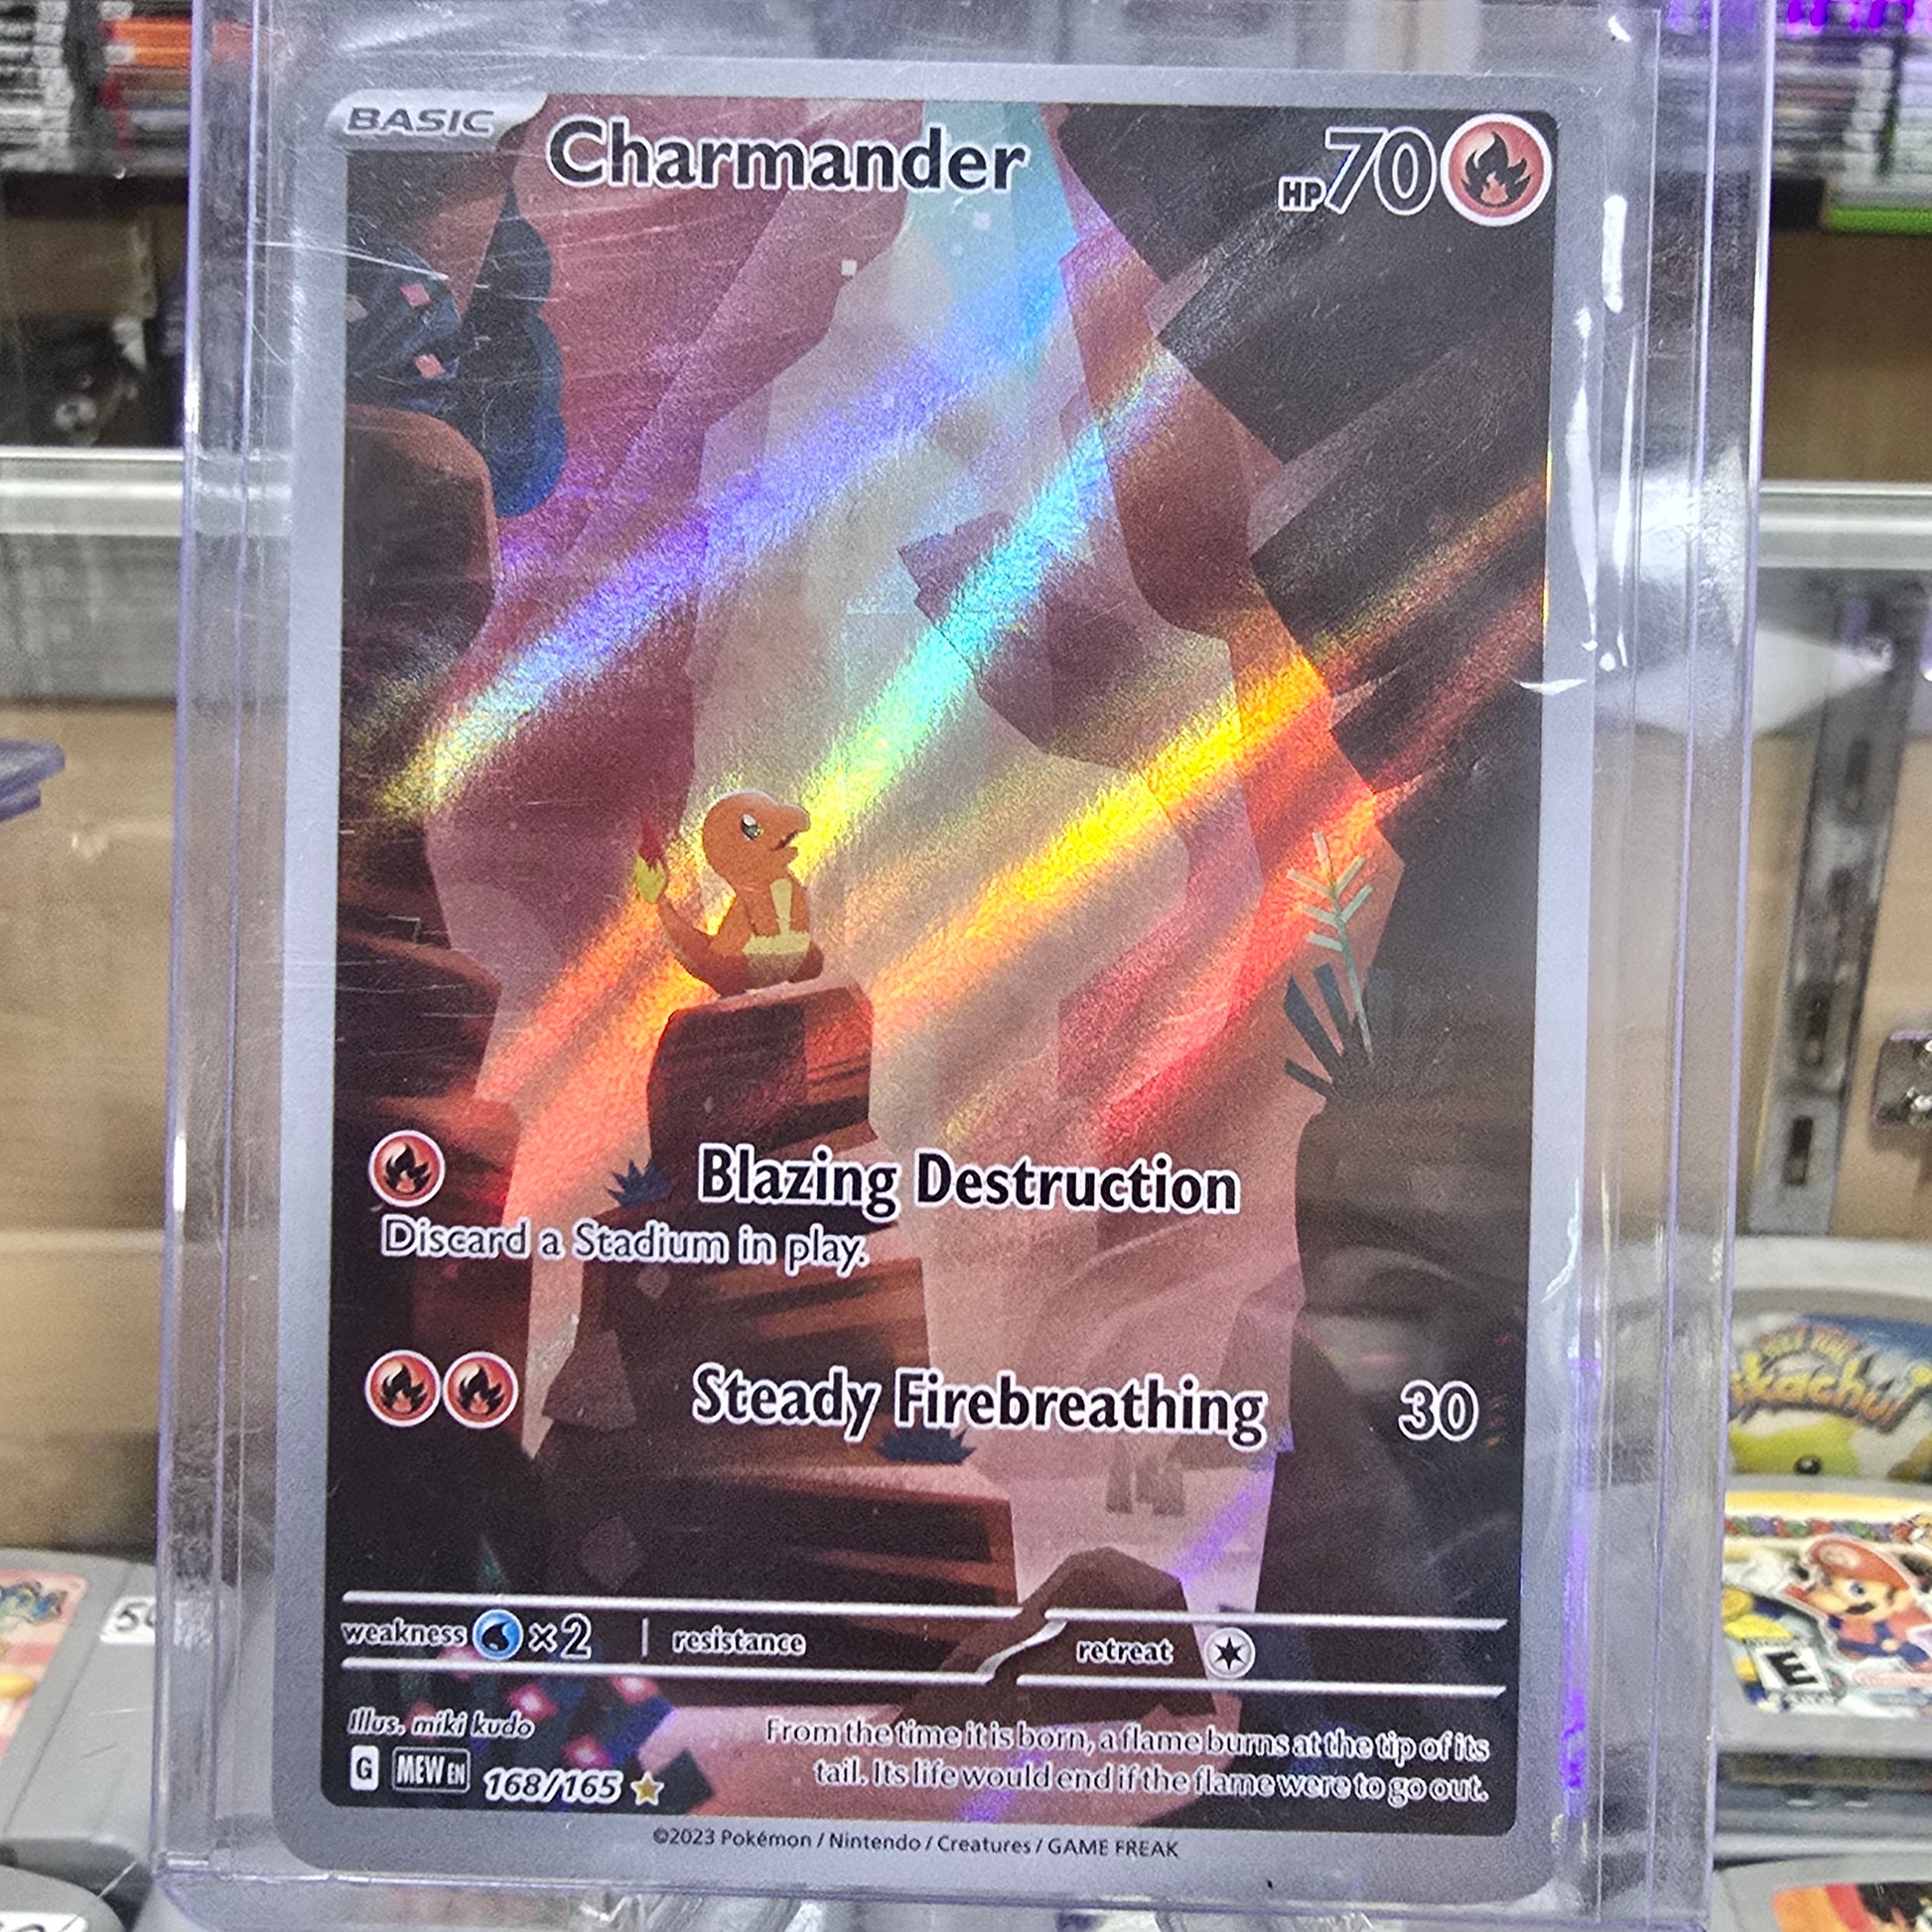 BASIC
Charmander
HP 70
Blazing Destruction
Discard a Stadium in play.
Steady Firebreathing 30
weakness ×2 | resistance
retreat
Illus. miki kudo
From the time it is born, a flame burns at the tip of its
tail. Its life would end if the flame were to go out.
G MEW EN 168/165
©2023 Pokémon / Nintendo / Creatures / GAME FREAK
E